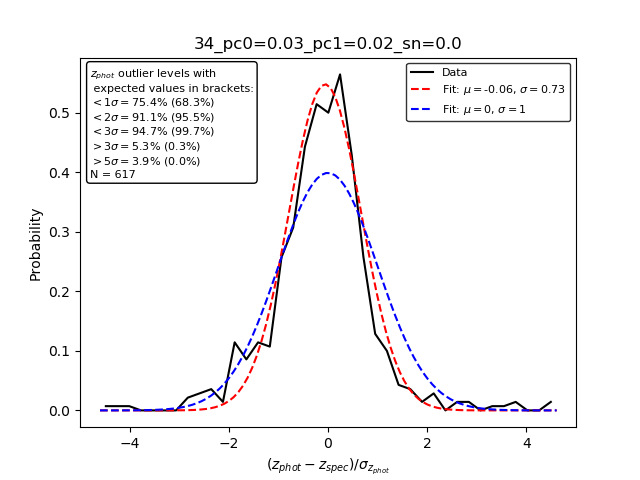 34_pc0=0.03_pc1=0.02_sn=0.0
z_phot outlier levels with
expected values in brackets:
<1σ = 75.4% (68.3%)
<2σ = 91.1% (95.5%)
<3σ = 94.7% (99.7%)
>3σ = 5.3% (0.3%)
>5σ = 3.9% (0.0%)
N = 617
Data
Fit: μ = -0.06, σ = 0.73
Fit: μ = 0, σ = 1
Probability
0.5
0.4
0.3
0.2
0.1
0.0
−4 −2 0 2 4
(z_phot − z_spec)/σ_z_phot